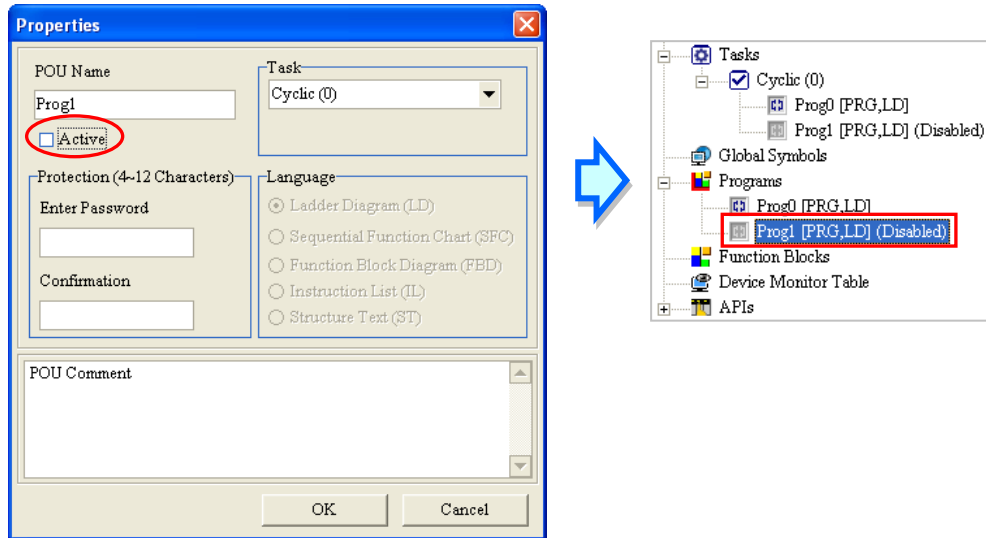 Properties
POU Name
Prog1
Active
Task
Cyclic (0)
Protection (4~12 Characters)
Enter Password
Confirmation
Language
Ladder Diagram (LD)
Sequential Function Chart (SFC)
Function Block Diagram (FBD)
Instruction List (IL)
Structure Text (ST)
POU Comment
OK
Cancel
Tasks
Cyclic (0)
Prog0 [PRG,LD]
Prog1 [PRG,LD] (Disabled)
Global Symbols
Programs
Prog0 [PRG,LD]
Prog1 [PRG,LD] (Disabled)
Function Blocks
Device Monitor Table
APIs